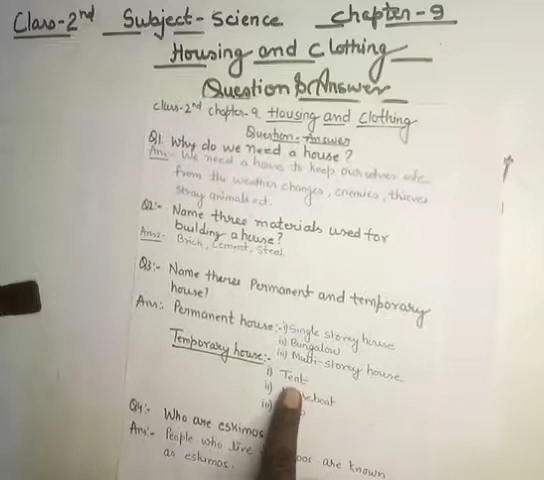 Class-2nd Subject-Science Chapter-9
Housing and Clothing
Question & Answer
Class-2nd chapter-9. Housing and Clothing
Question-Answer
Q1. Why do we need a house?
Ans:- We need a house to keep ourselves safe
from the weather changes, enemies, thieves
stray animals
Q2:- Name three materials used for
building a house?
Ans:- Brick, Cement, Steel
Q3:- Name theree Permanent and temporary
house?
Ans:- Permanent house:- i) Single storey house
ii) Bungalow
iii) Multi-storey house
Temporary house:-
i) Tent
ii)
iii)
Q4:- Who are eskimos
Ans:- People who live are known
as eskimos.